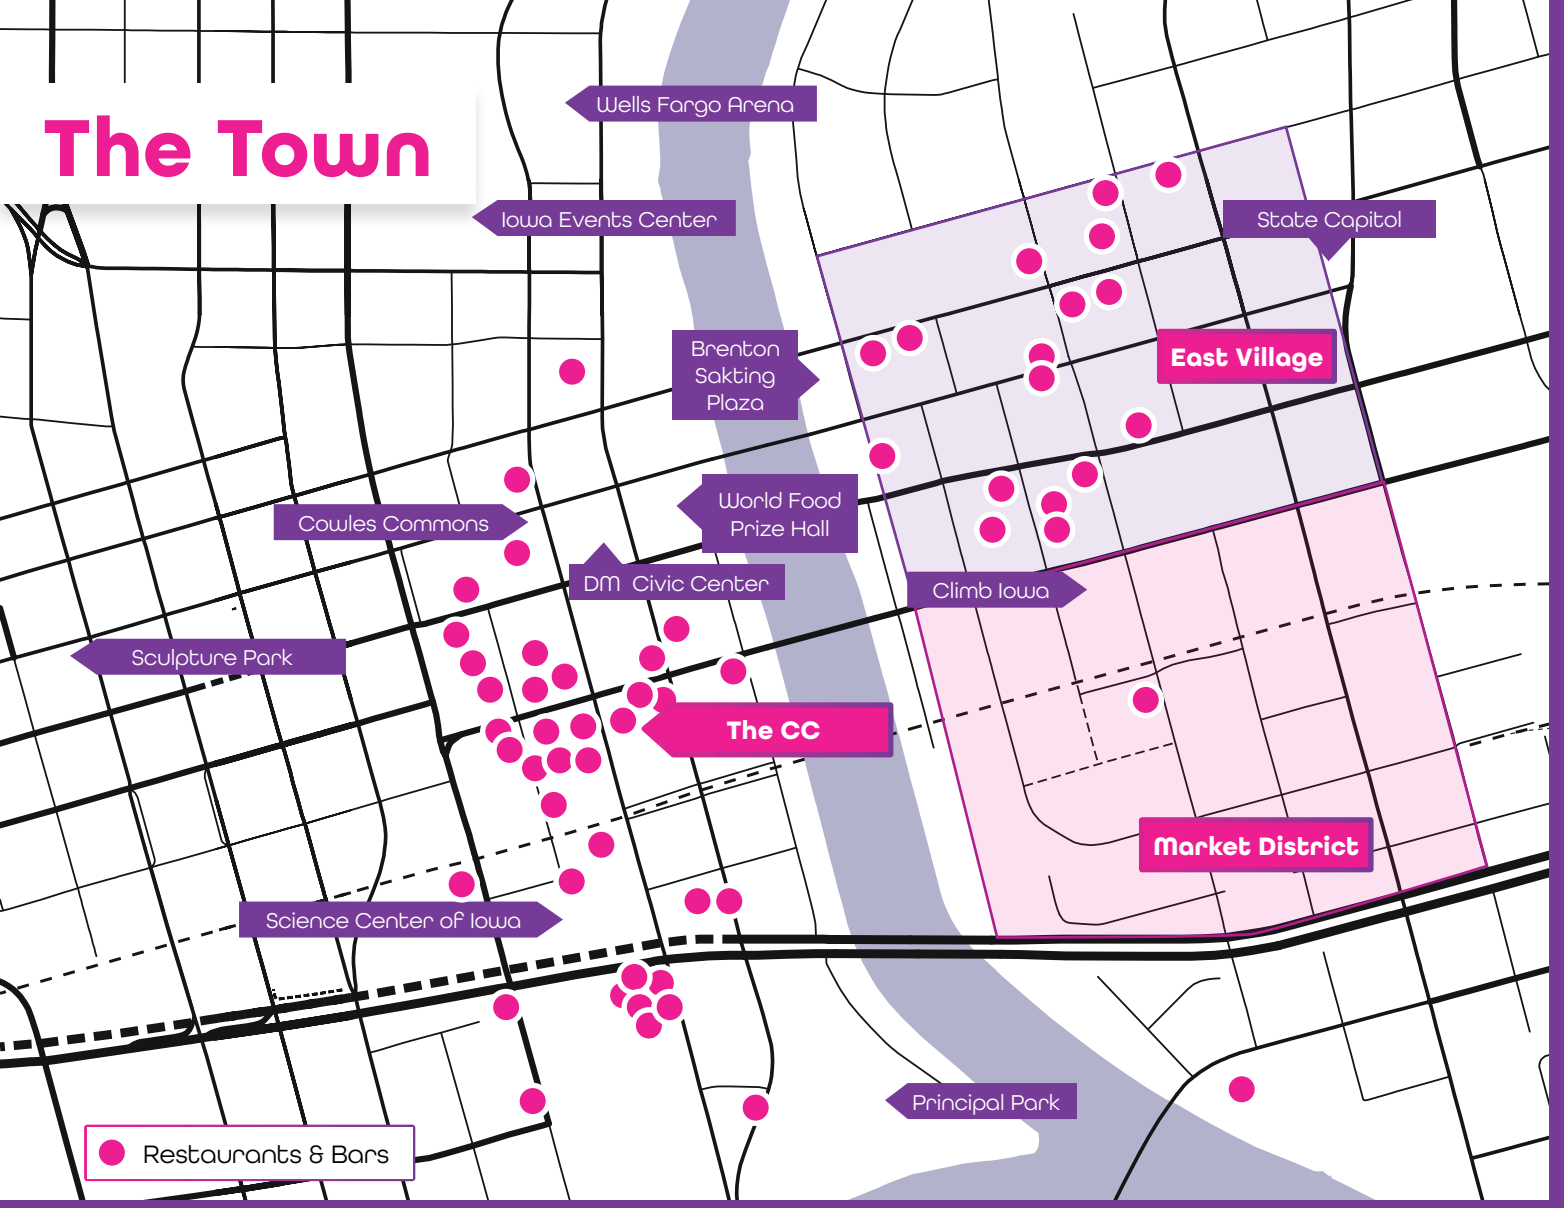 The Town
Wells Fargo Arena
Iowa Events Center
State Capitol
Brenton
Sakting
Plaza
East Village
World Food
Prize Hall
Cowles Commons
DM Civic Center
Climb Iowa
Sculpture Park
The CC
Market District
Science Center of Iowa
Principal Park
Restaurants & Bars